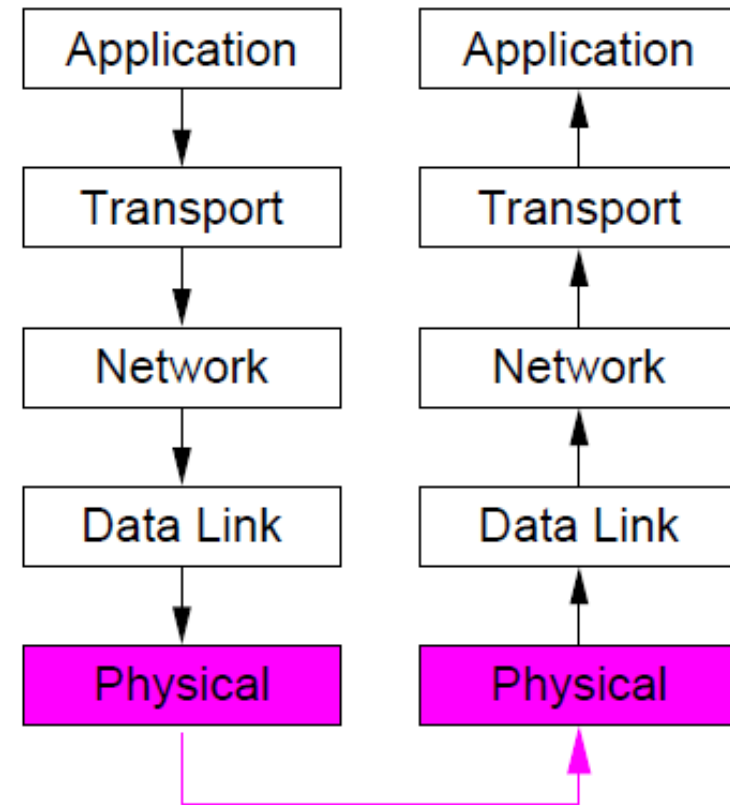 Application Application
Transport Transport
Network Network
Data Link Data Link
Physical Physical